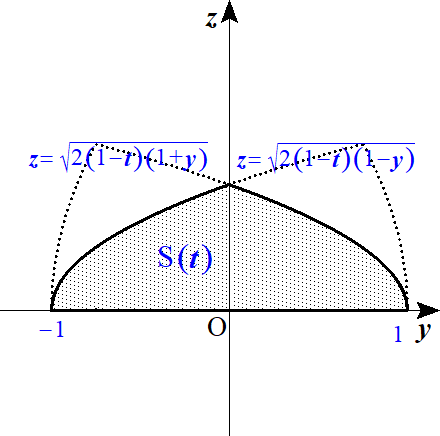 z
z=√2(1−t)(1+y) z=√2(1−t)(1−y)
S(t)
−1 O 1 y